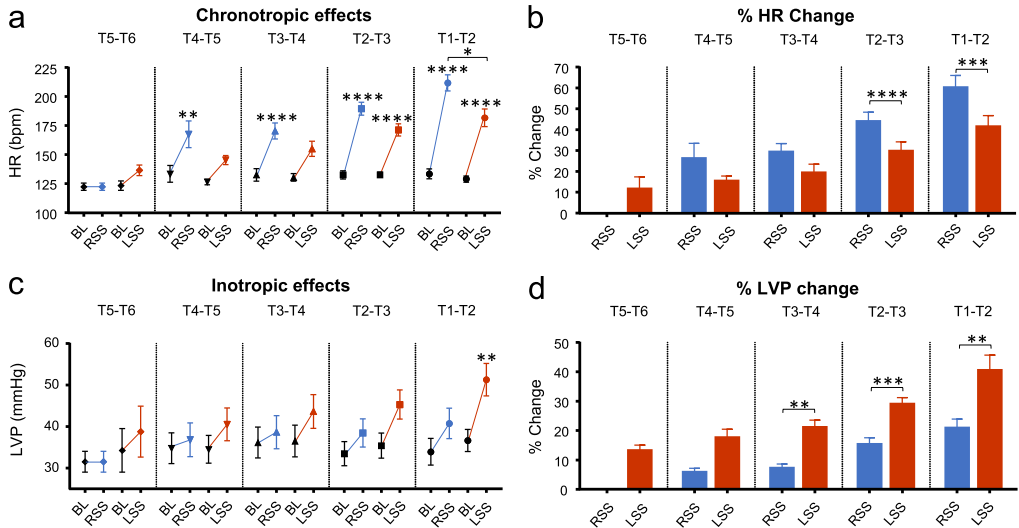 a
Chronotropic effects
T5-T6 T4-T5 T3-T4 T2-T3 T1-T2
HR (bpm)
225
200
175
150
125
100
** **** **** **** **** * ****
BL RSS BL LSS BL RSS BL LSS BL RSS BL LSS BL RSS BL LSS BL RSS BL LSS
b
% HR Change
T5-T6 T4-T5 T3-T4 T2-T3 T1-T2
% Change
70
60
50
40
30
20
10
0
**** ***
RSS LSS RSS LSS RSS LSS RSS LSS RSS LSS
c
Inotropic effects
T5-T6 T4-T5 T3-T4 T2-T3 T1-T2
LVP (mmHg)
60
50
40
30
**
BL RSS BL LSS BL RSS BL LSS BL RSS BL LSS BL RSS BL LSS BL RSS BL LSS
d
% LVP change
T5-T6 T4-T5 T3-T4 T2-T3 T1-T2
% Change
50
40
30
20
10
0
** *** **
RSS LSS RSS LSS RSS LSS RSS LSS RSS LSS